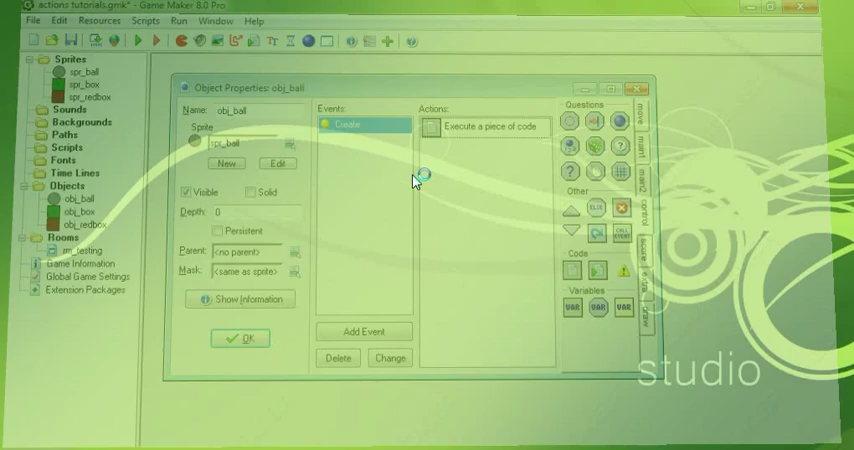 actions tutorials.gmk* - Game Maker 8.0 Pro
File Edit Resources Scripts Run Window Help
Sprites
spr_ball
spr_box
spr_redbox
Sounds
Backgrounds
Paths
Scripts
Fonts
Time Lines
Objects
obj_ball
obj_box
obj_redbox
Rooms
rm_testing
Game Information
Global Game Settings
Extension Packages
Object Properties: obj_ball
Name: obj_ball
Sprite
spr_ball
New Edit
Visible Solid
Depth: 0
Persistent
Parent: <no parent>
Mask: <same as sprite>
Show Information
OK
Events:
Create
Add Event
Delete Change
Actions:
Execute a piece of code
Questions
Other
ELSE
CALL EVENT
Code
Variables
VAR VAR VAR
move
main1
main2
control
score
extra
draw
studio